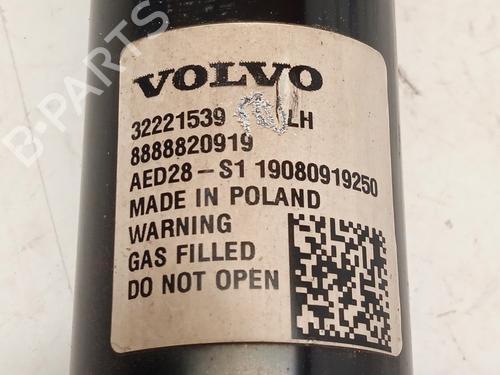 VOLVO
32221539 LH
8888820919
AED28-S1 19080919250
MADE IN POLAND
WARNING
GAS FILLED
DO NOT OPEN
B-PARTS